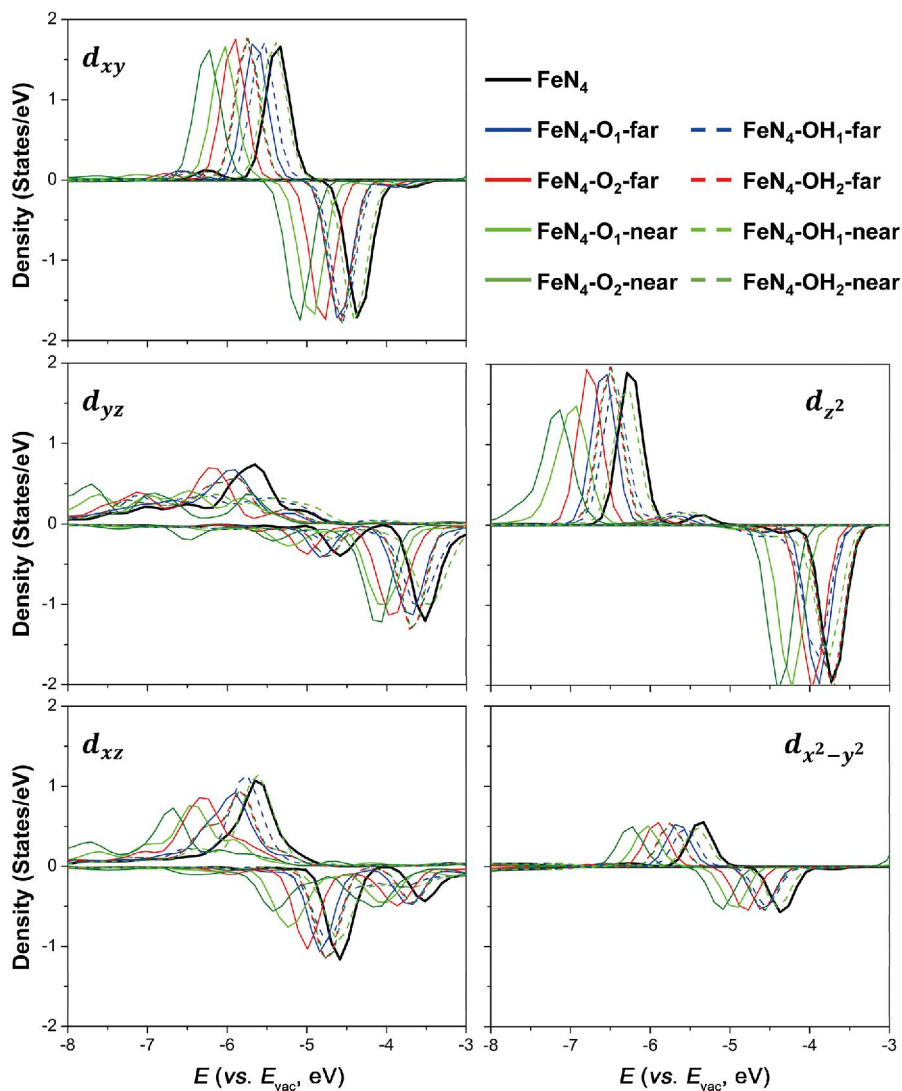 d_xy
Density (States/eV)
2
1
0
-1
-2
FeN₄
FeN₄-O₁-far
FeN₄-OH₁-far
FeN₄-O₂-far
FeN₄-OH₂-far
FeN₄-O₁-near
FeN₄-OH₁-near
FeN₄-O₂-near
FeN₄-OH₂-near
d_yz
Density (States/eV)
2
1
0
-1
-2
d_z²
d_xz
Density (States/eV)
2
1
0
-1
-2
d_x²−y²
-8 -7 -6 -5 -4 -3
-8 -7 -6 -5 -4 -3
E (vs. E_vac, eV)
E (vs. E_vac, eV)